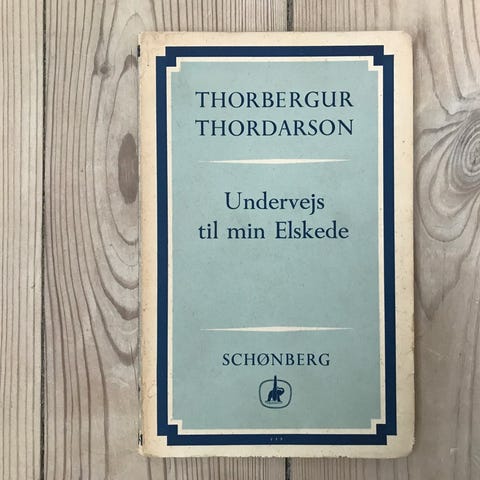 THORBERGUR
THORDARSON
Undervejs
til min Elskede
SCHØNBERG